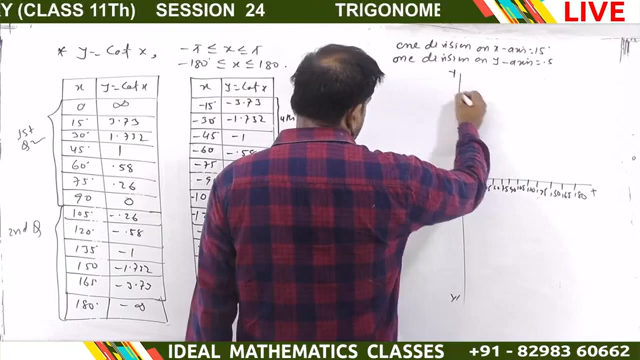 RY (CLASS 11Th) SESSION 24 TRIGONOME LIVE
* y = Cot x, -π ≤ x ≤ π
-180° ≤ x ≤ 180.
one division on x-axis = 15°
one division on y-axis = .5
x y = Cot x
0 ∞
15° 3.73
30° 1.732
45° 1
60° .58
75° .26
90 0
105° -.26
120° -.58
135 -1
150 -1.732
165 -3.73
180° -∞
1st Q
2nd Q
x y = Cot x
-15° -3.73
-30° -1.732
-45 -1
-60 -.58
-75
Y
Y'
IDEAL MATHEMATICS CLASSES +91 - 82983 60662